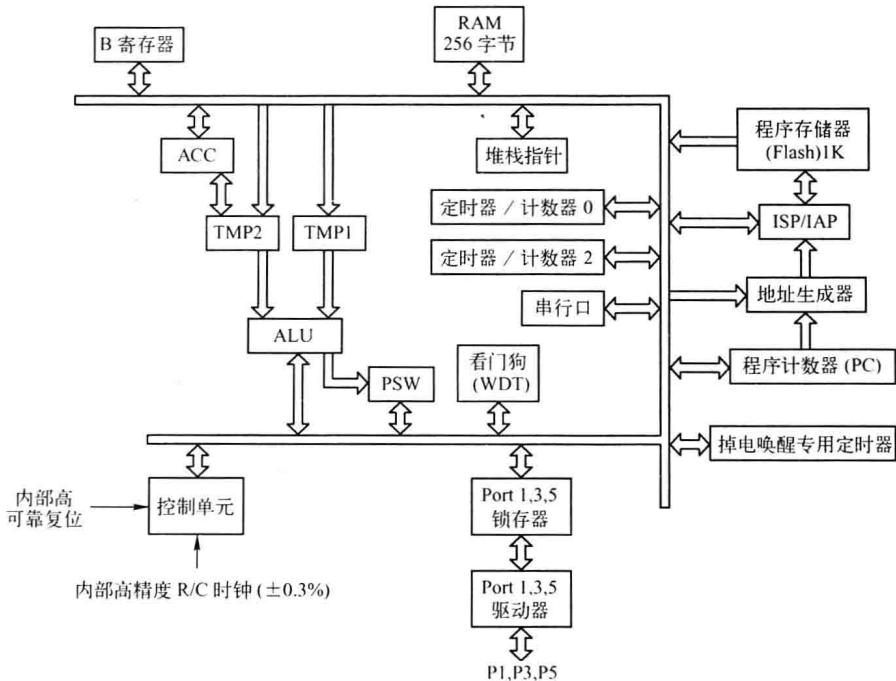 B 寄存器
RAM
256 字节
ACC
堆栈指针
程序存储器
(Flash)1K
TMP2
TMP1
定时器 / 计数器 0
ISP/IAP
定时器 / 计数器 2
串行口
地址生成器
ALU
看门狗
(WDT)
PSW
程序计数器 (PC)
掉电唤醒专用定时器
内部高
可靠复位
控制单元
Port 1,3,5
锁存器
内部高精度 R/C 时钟 (±0.3%)
Port 1,3,5
驱动器
P1,P3,P5